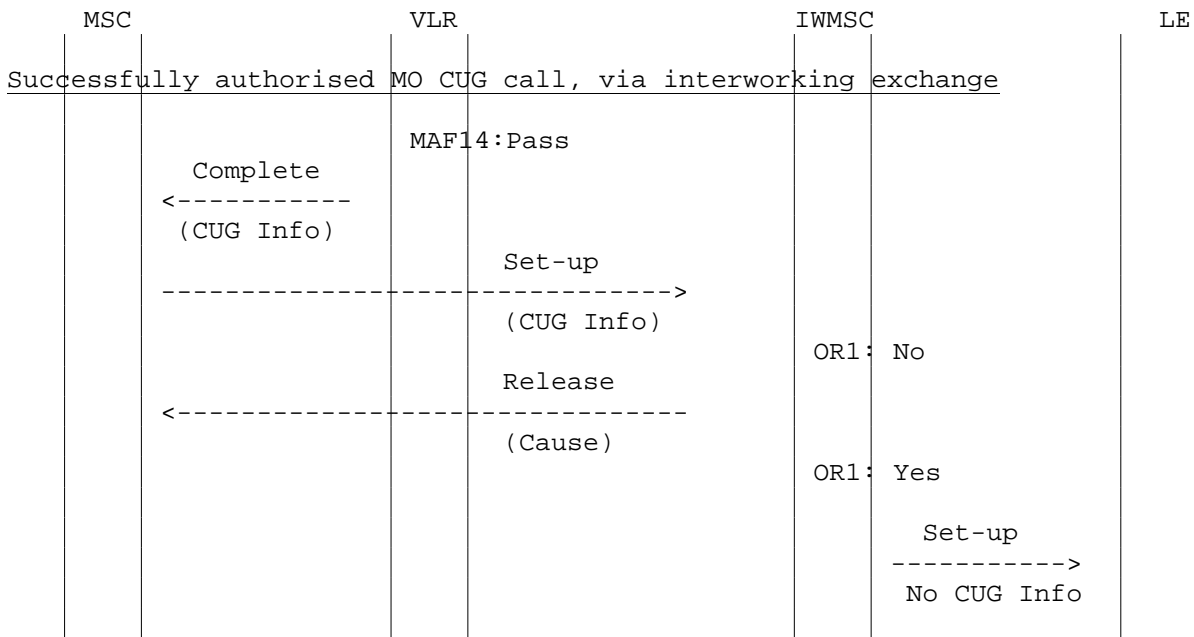 MSC VLR IWMSC LE
Successfully authorised MO CUG call, via interworking exchange
MAF14:Pass
Complete
<-----------
(CUG Info)
Set-up
-------------------------------->
(CUG Info)
OR1: No
Release
<--------------------------------
(Cause)
OR1: Yes
Set-up
----------->
No CUG Info